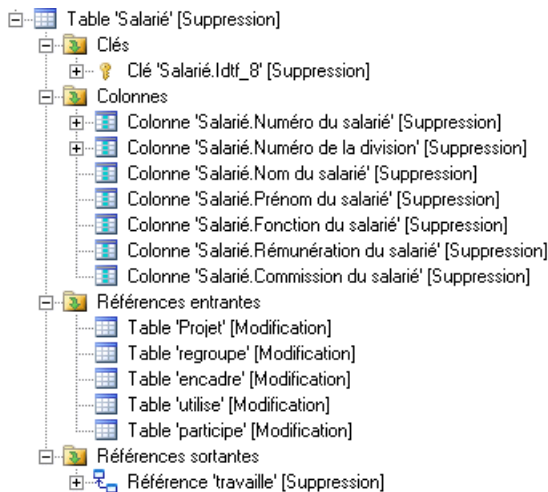 Table 'Salarié' [Suppression]
Clés
Clé 'Salarié.Idtf_8' [Suppression]
Colonnes
Colonne 'Salarié.Numéro du salarié' [Suppression]
Colonne 'Salarié.Numéro de la division' [Suppression]
Colonne 'Salarié.Nom du salarié' [Suppression]
Colonne 'Salarié.Prénom du salarié' [Suppression]
Colonne 'Salarié.Fonction du salarié' [Suppression]
Colonne 'Salarié.Rémunération du salarié' [Suppression]
Colonne 'Salarié.Commission du salarié' [Suppression]
Références entrantes
Table 'Projet' [Modification]
Table 'regroupe' [Modification]
Table 'encadre' [Modification]
Table 'utilise' [Modification]
Table 'participe' [Modification]
Références sortantes
Référence 'travaille' [Suppression]